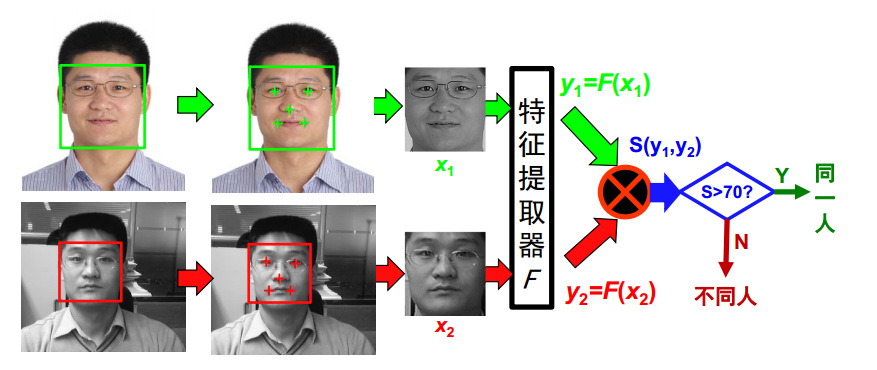 x₁
x₂
特征提取器F
y₁=F(x₁)
y₂=F(x₂)
S(y₁,y₂)
S>70?
Y
同一人
N
不同人